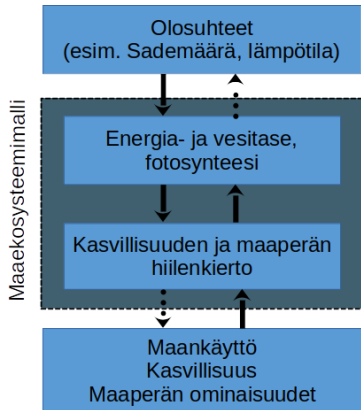 Olosuhteet
(esim. Sademäärä, lämpötila)
Maaekosysteemimalli
Energia- ja vesitase,
fotosynteesi
Kasvillisuuden ja maaperän
hiilenkierto
Maankäyttö
Kasvillisuus
Maaperän ominaisuudet